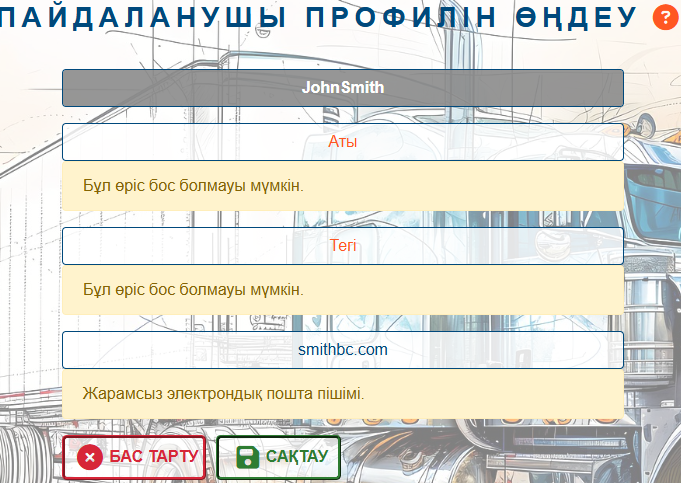 ПАЙДАЛАНУШЫ ПРОФИЛІН ӨҢДЕУ ?
JohnSmith
Аты
Бұл өріс бос болмауы мүмкін.
Тегі
Бұл өріс бос болмауы мүмкін.
smithbc.com
Жарамсыз электрондық пошта пішімі.
БАС ТАРТУ
САҚТАУ